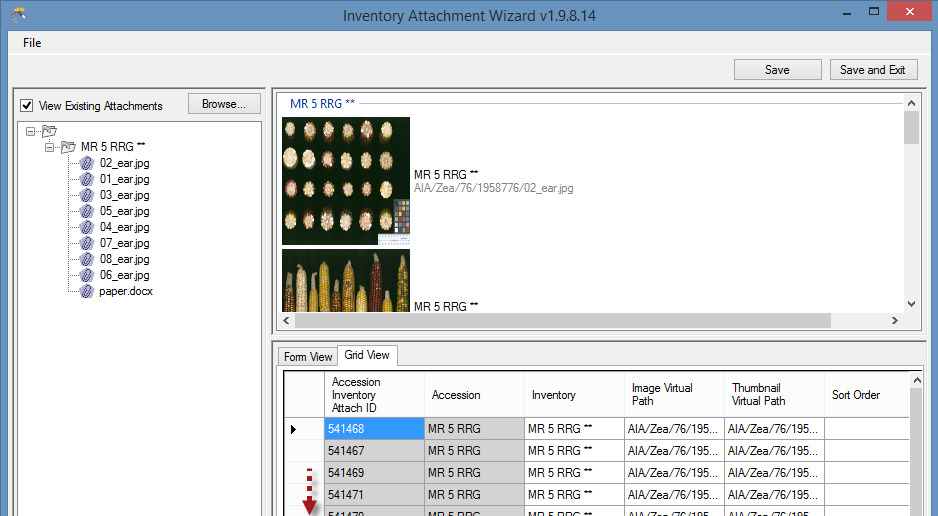 Inventory Attachment Wizard v1.9.8.14
File
Save
Save and Exit
View Existing Attachments
Browse...
MR 5 RRG **
02_ear.jpg
01_ear.jpg
03_ear.jpg
05_ear.jpg
04_ear.jpg
07_ear.jpg
08_ear.jpg
06_ear.jpg
paper.docx
MR 5 RRG **
MR 5 RRG **
AIA/Zea/76/1958776/02_ear.jpg
MR 5 RRG **
Form View
Grid View
Accession
Inventory
Attach ID
Accession
Inventory
Image Virtual
Path
Thumbnail
Virtual Path
Sort Order
541468 MR 5 RRG MR 5 RRG ** AIA/Zea/76/195... AIA/Zea/76/195...
541467 MR 5 RRG MR 5 RRG ** AIA/Zea/76/195... AIA/Zea/76/195...
541469 MR 5 RRG MR 5 RRG ** AIA/Zea/76/195... AIA/Zea/76/195...
541471 MR 5 RRG MR 5 RRG ** AIA/Zea/76/195... AIA/Zea/76/195...